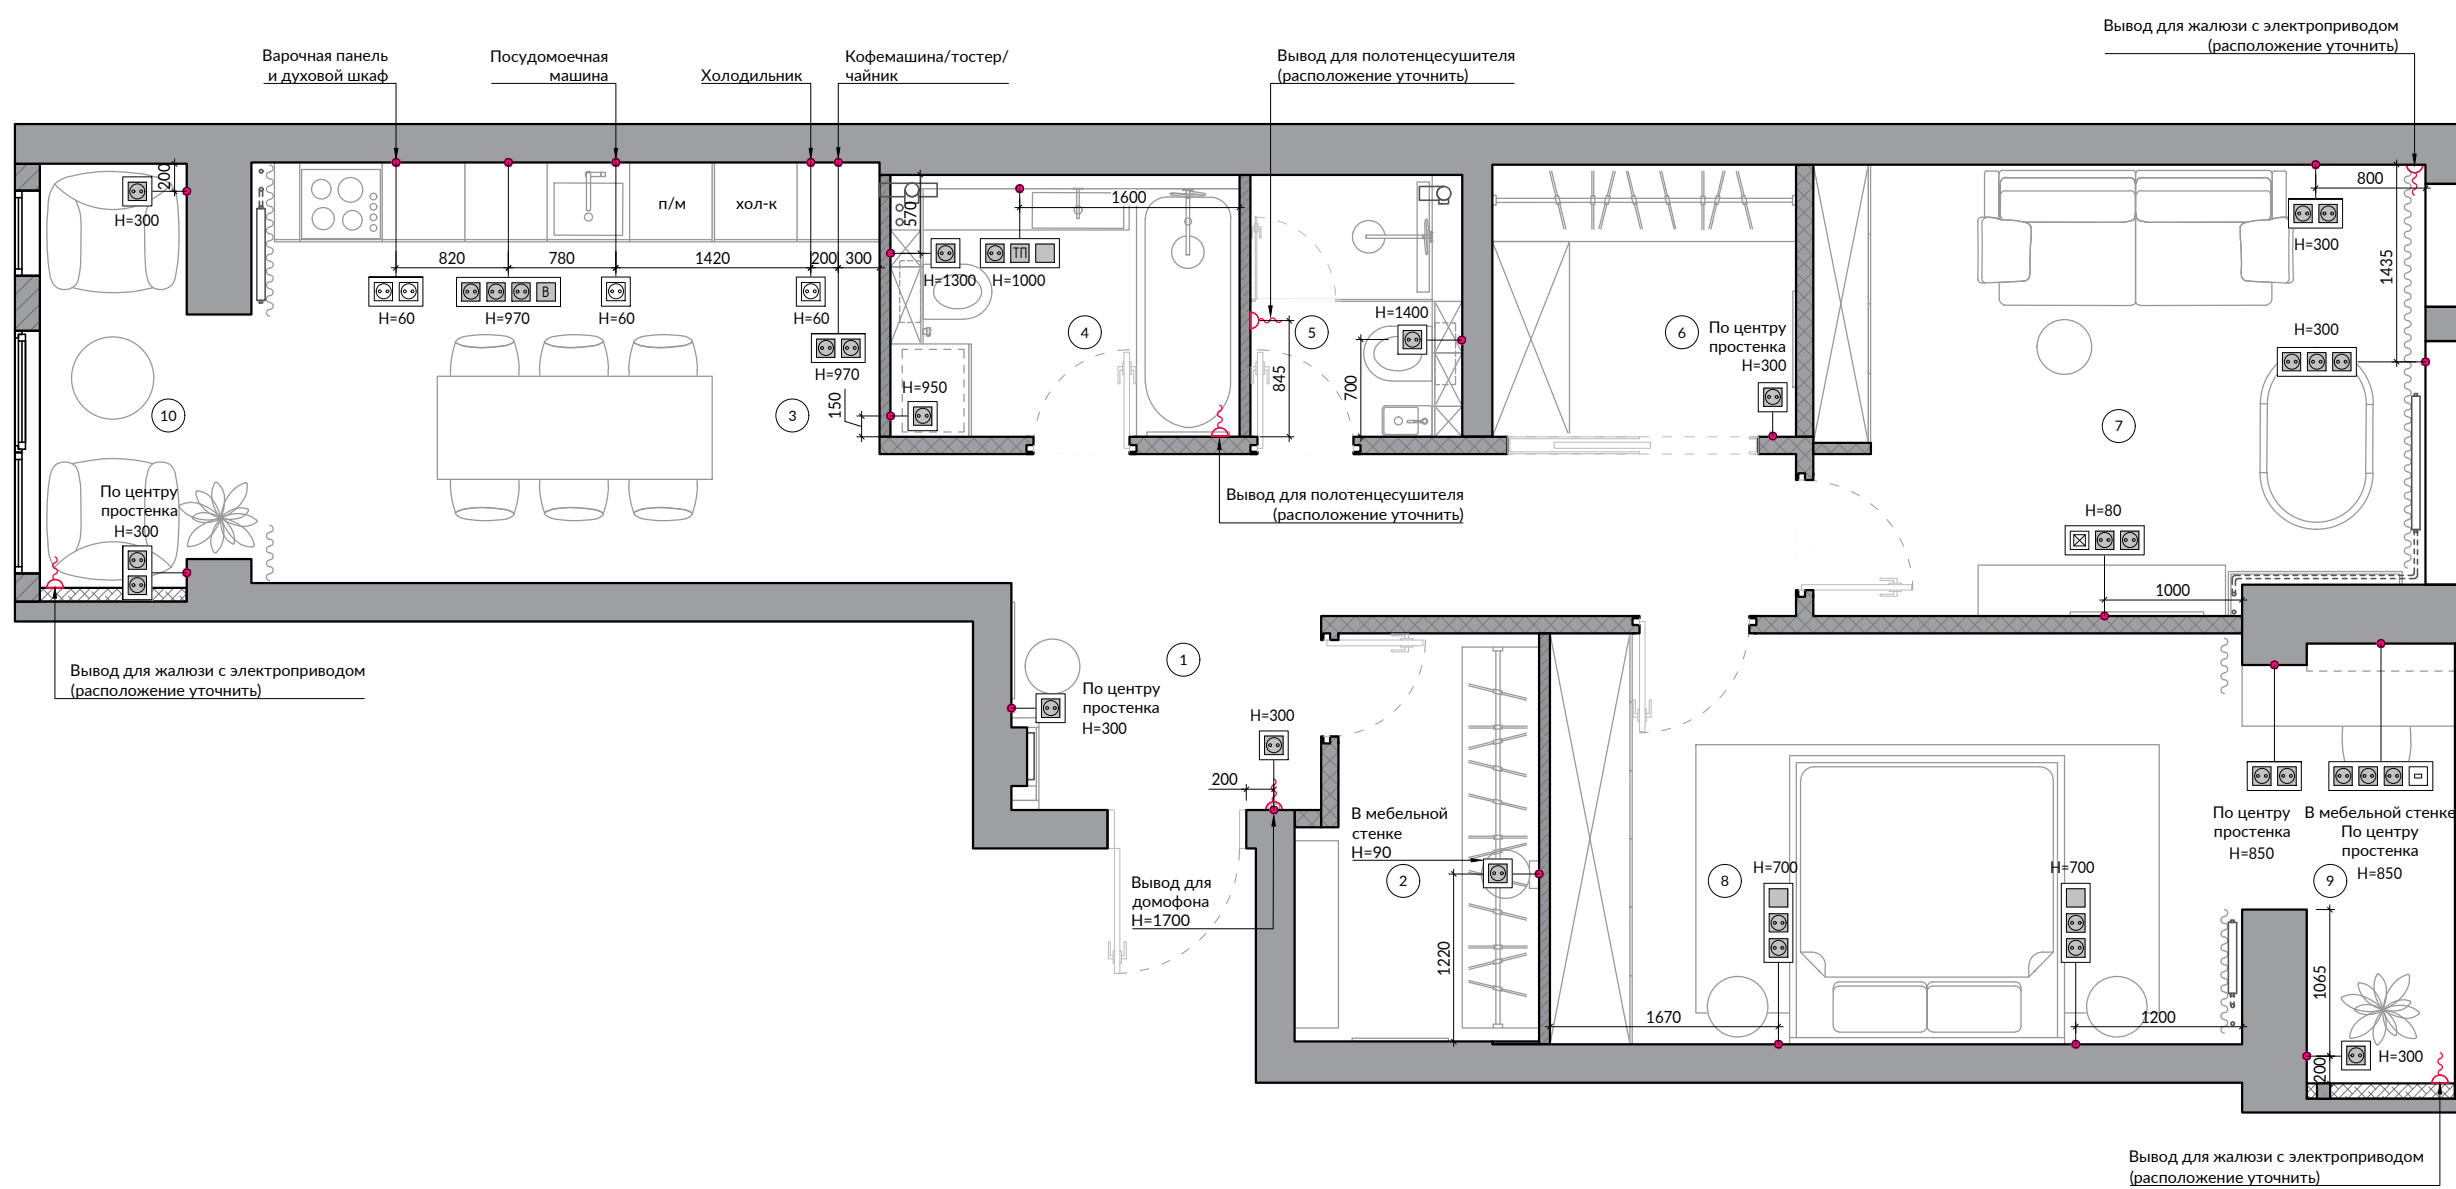 Вывод для жалюзи с электроприводом
(расположение уточнить)
Варочная панель
и духовой шкаф
Посудомоечная
машина
Холодильник
Кофемашина/тостер/
чайник
Вывод для полотенцесушителя
(расположение уточнить)
200
H=300
п/м
хол-к
570
1600
800
H=300
1435
820
780
1420
200
300
H=1300
ТП
H=1000
В
H=60
H=970
H=60
H=60
H=970
150
H=950
4
5
H=1400
845
700
6
По центру
простенка
H=300
H=300
7
10
3
По центру
простенка
H=300
Вывод для полотенцесушителя
(расположение уточнить)
H=80
1000
Вывод для жалюзи с электроприводом
(расположение уточнить)
1
По центру
простенка
H=300
H=300
200
Вывод для
домофона
H=1700
В мебельной
стенке
H=90
2
1220
8
H=700
H=700
1670
1200
По центру
простенка
H=850
В мебельной стенке
По центру
простенка
H=850
9
1065
200
H=300
Вывод для жалюзи с электроприводом
(расположение уточнить)